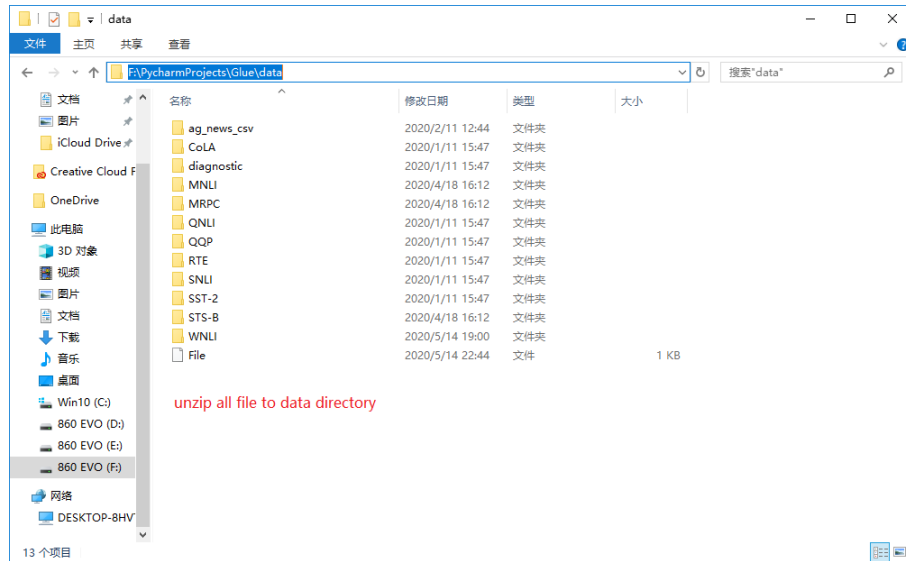 data
文件 主页 共享 查看
F:\PycharmProjects\Glue\data 搜索"data"
文档
图片
iCloud Drive
Creative Cloud F
OneDrive
此电脑
3D 对象
视频
图片
文档
下载
音乐
桌面
Win10 (C:)
860 EVO (D:)
860 EVO (E:)
860 EVO (F:)
网络
DESKTOP-8HV
名称 修改日期 类型 大小
ag_news_csv 2020/2/11 12:44 文件夹
CoLA 2020/1/11 15:47 文件夹
diagnostic 2020/1/11 15:47 文件夹
MNLI 2020/4/18 16:12 文件夹
MRPC 2020/4/18 16:12 文件夹
QNLI 2020/1/11 15:47 文件夹
QQP 2020/1/11 15:47 文件夹
RTE 2020/1/11 15:47 文件夹
SNLI 2020/1/11 15:47 文件夹
SST-2 2020/1/11 15:47 文件夹
STS-B 2020/4/18 16:12 文件夹
WNLI 2020/5/14 19:00 文件夹
File 2020/5/14 22:44 文件 1 KB
unzip all file to data directory
13 个项目